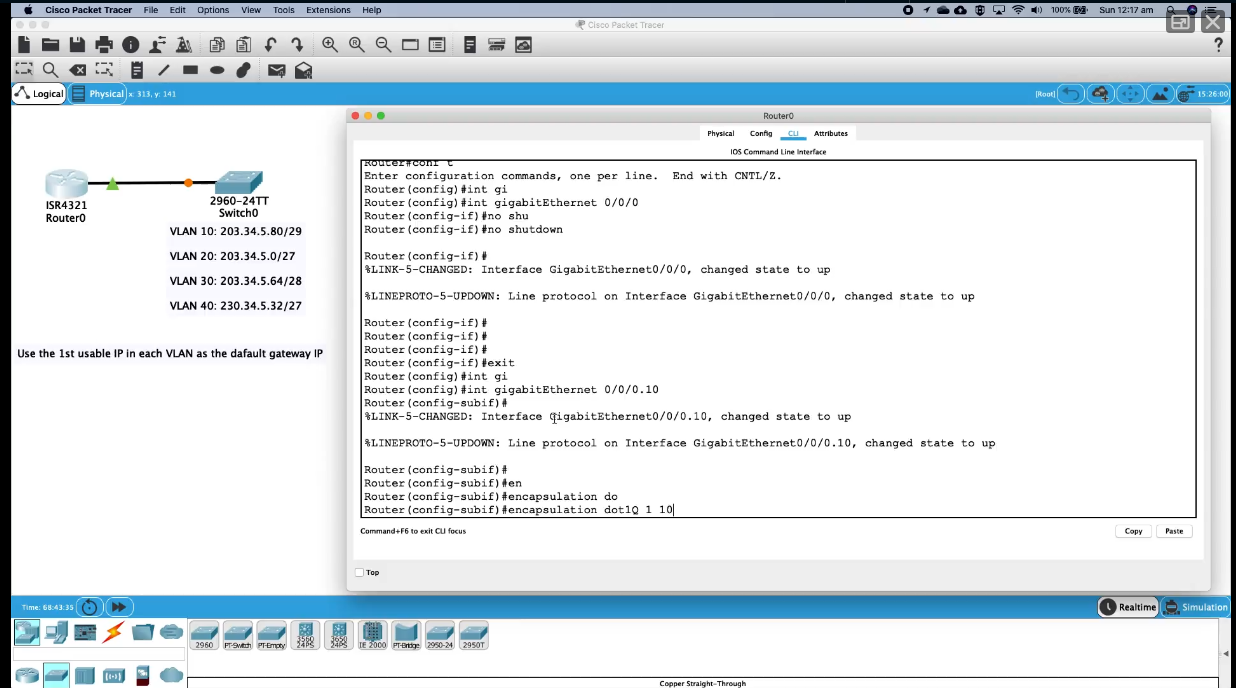 Cisco Packet Tracer File Edit Options View Tools Extensions Help
100% Sun 12:17 am
Cisco Packet Tracer
?
Logical Physical x: 313, y: 141
[Root] 15:26:00
Router0
Physical Config CLI Attributes
IOS Command Line Interface
Router#conf t
Enter configuration commands, one per line. End with CNTL/Z.
Router(config)#int gi
Router(config)#int gigabitEthernet 0/0/0
Router(config-if)#no shu
Router(config-if)#no shutdown
Router(config-if)#
%LINK-5-CHANGED: Interface GigabitEthernet0/0/0, changed state to up
%LINEPROTO-5-UPDOWN: Line protocol on Interface GigabitEthernet0/0/0, changed state to up
Router(config-if)#
Router(config-if)#
Router(config-if)#
Router(config-if)#exit
Router(config)#int gi
Router(config)#int gigabitEthernet 0/0/0.10
Router(config-subif)#
%LINK-5-CHANGED: Interface GigabitEthernet0/0/0.10, changed state to up
%LINEPROTO-5-UPDOWN: Line protocol on Interface GigabitEthernet0/0/0.10, changed state to up
Router(config-subif)#
Router(config-subif)#en
Router(config-subif)#encapsulation do
Router(config-subif)#encapsulation dot1Q 1 10
Command+F6 to exit CLI focus
Copy Paste
Top
ISR4321
Router0
2960-24TT
Switch0
VLAN 10: 203.34.5.80/29
VLAN 20: 203.34.5.0/27
VLAN 30: 203.34.5.64/28
VLAN 40: 230.34.5.32/27
Use the 1st usable IP in each VLAN as the dafault gateway IP
Time: 68:43:35
Realtime Simulation
2960 PT-Switch PT-Empty 3560 24PS 3650 24PS IE 2000 PT-Bridge 2950-24 2950T
Copper Straight-Through